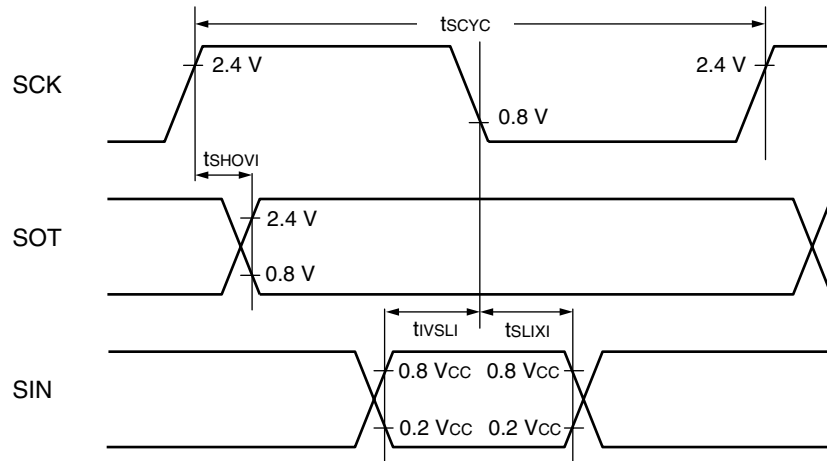 tSCYC
SCK
2.4 V
2.4 V
0.8 V
tSHOVI
SOT
2.4 V
0.8 V
tIVSLI
tSLIXI
SIN
0.8 VCC
0.8 VCC
0.2 VCC
0.2 VCC